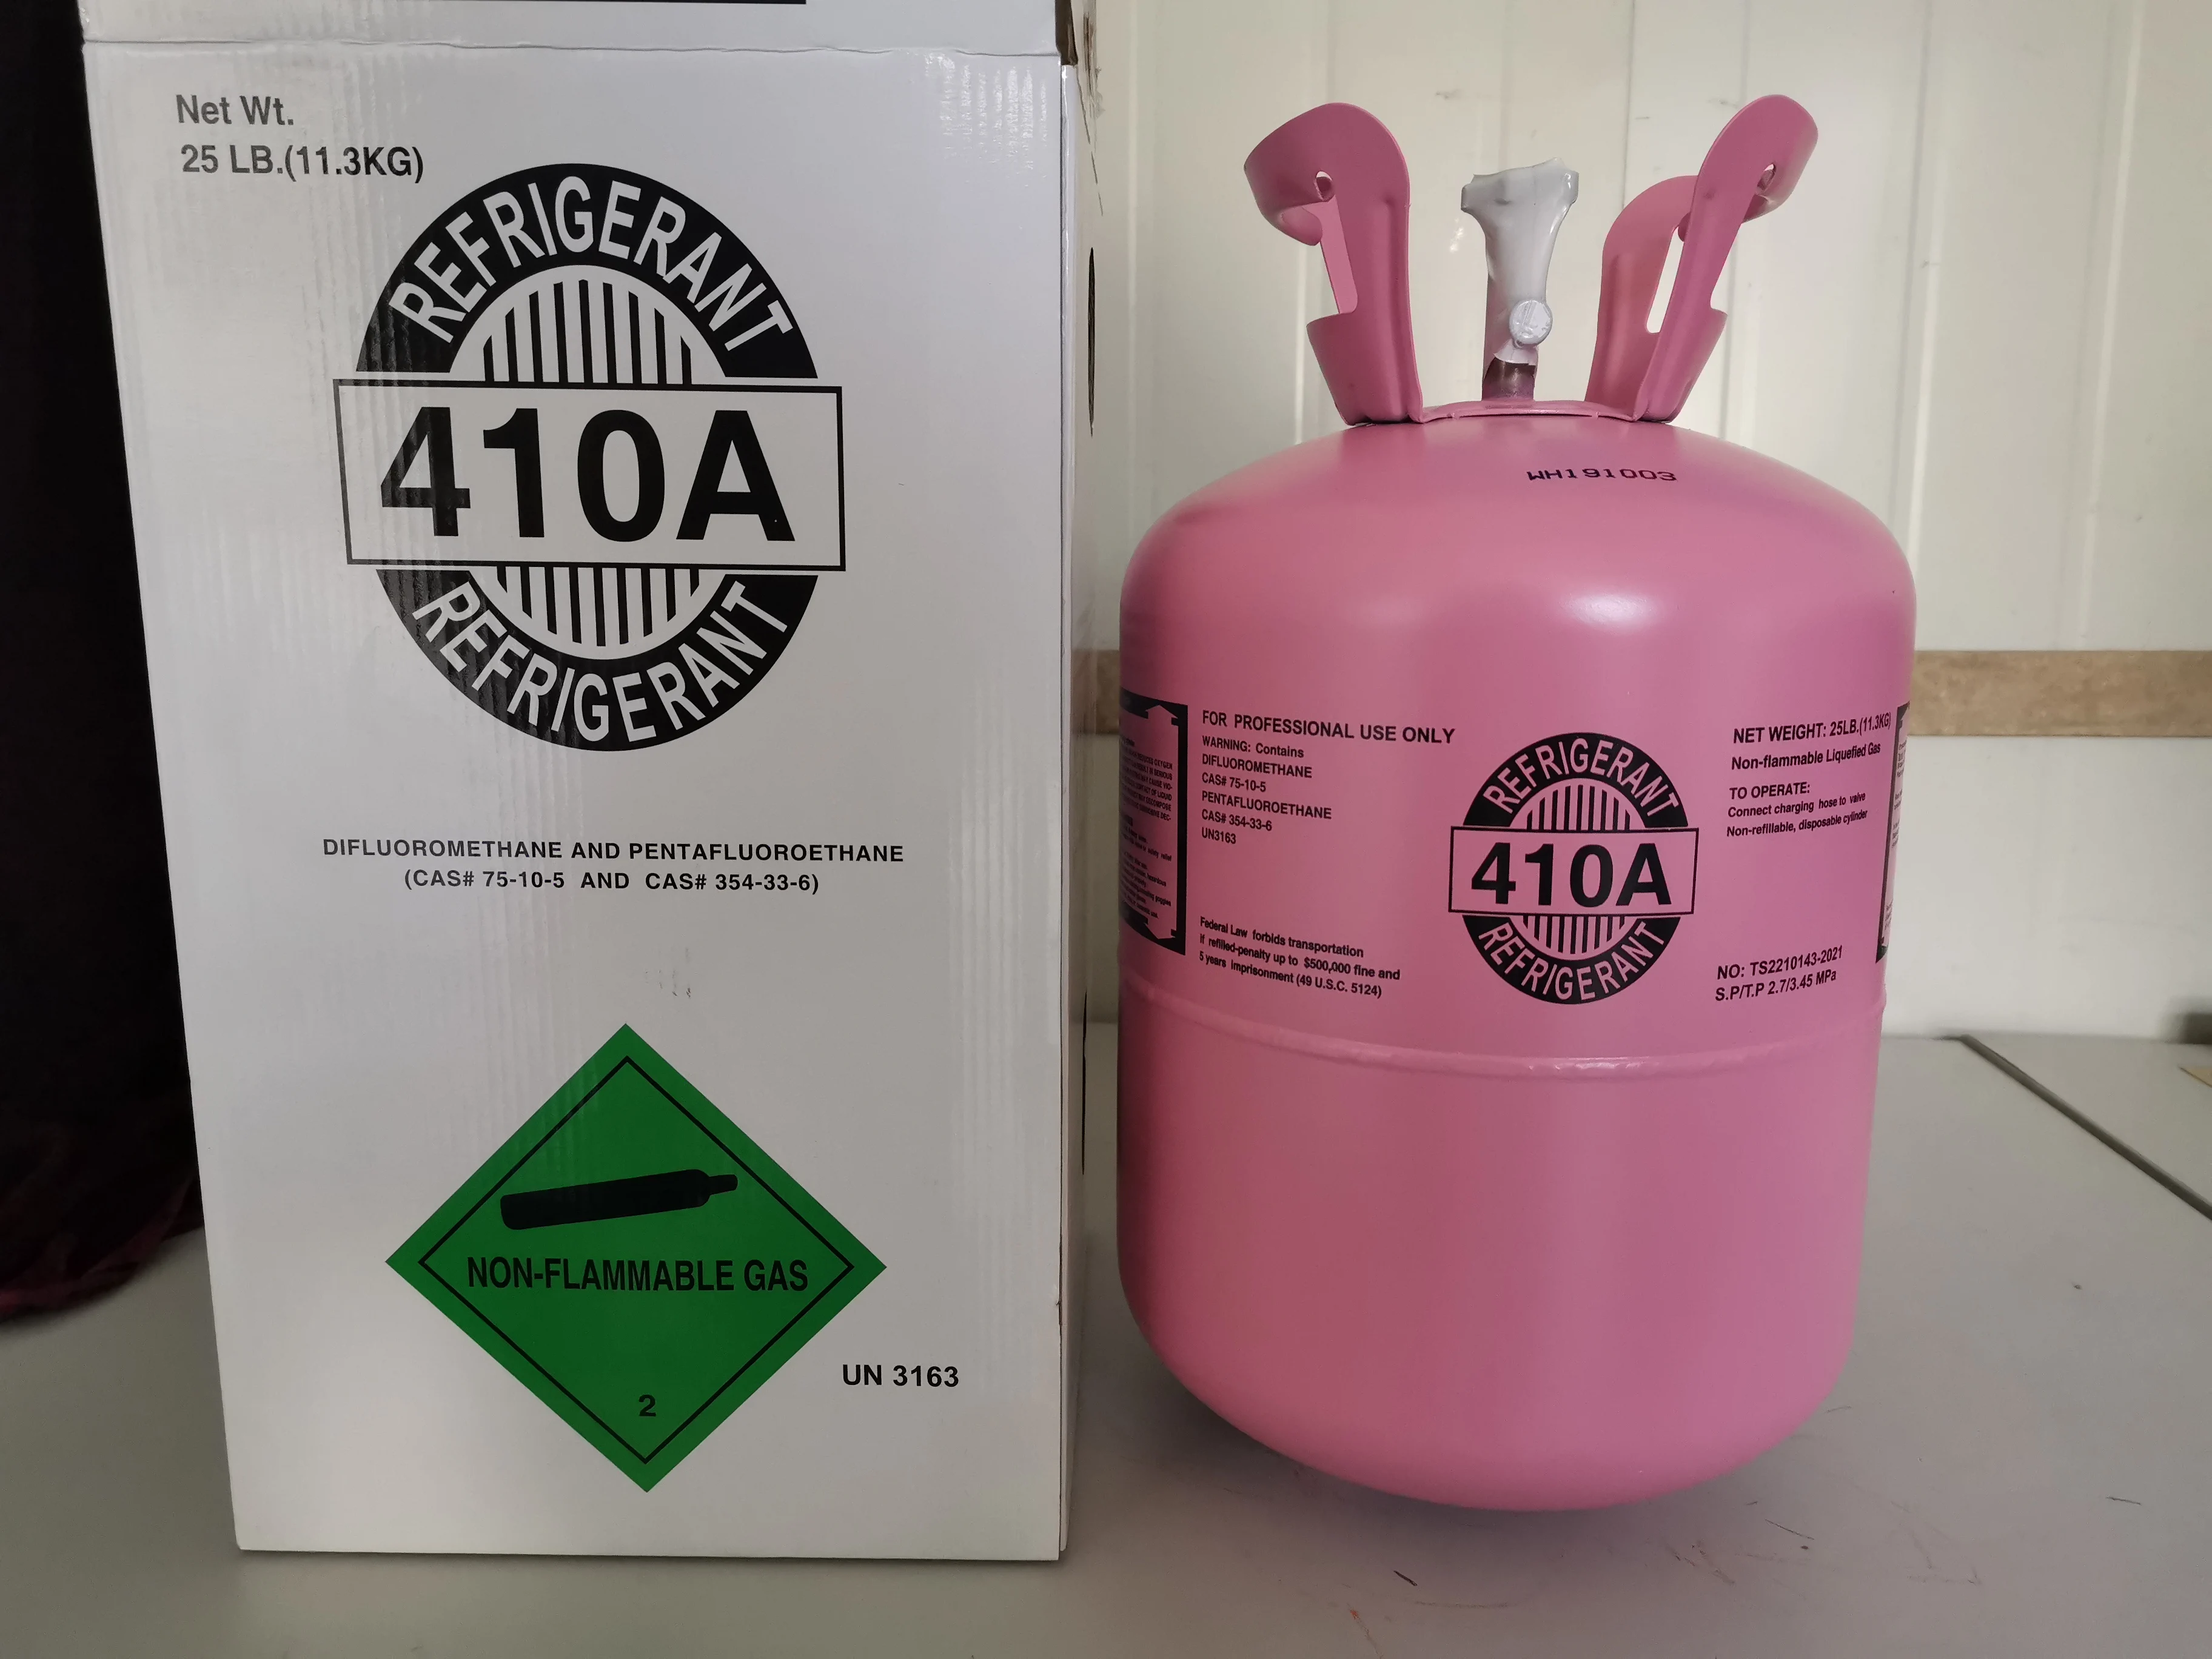 Net Wt.
25 LB.(11.3KG)
REFRIGERANT
410A
REFRIGERANT
DIFLUOROMETHANE AND PENTAFLUOROETHANE
(CAS# 75-10-5 AND CAS# 354-33-6)
NON-FLAMMABLE GAS
2
UN 3163
WH191003
FOR PROFESSIONAL USE ONLY
WARNING: Contains
DIFLUOROMETHANE
CAS# 75-10-5
PENTAFLUOROETHANE
CAS# 354-33-6
UN3163
Federal Law forbids transportation
if refilled-penalty up to $500,000 fine and
5 years imprisonment (49 U.S.C. 5124)
REFRIGERANT
410A
REFRIGERANT
NET WEIGHT: 25LB.(11.3KG)
Non-flammable Liquefied Gas
TO OPERATE:
Connect charging hose to valve
Non-refillable, disposable cylinder
NO: TS2210143-2021
S.P/T.P 2.7/3.45 MPa